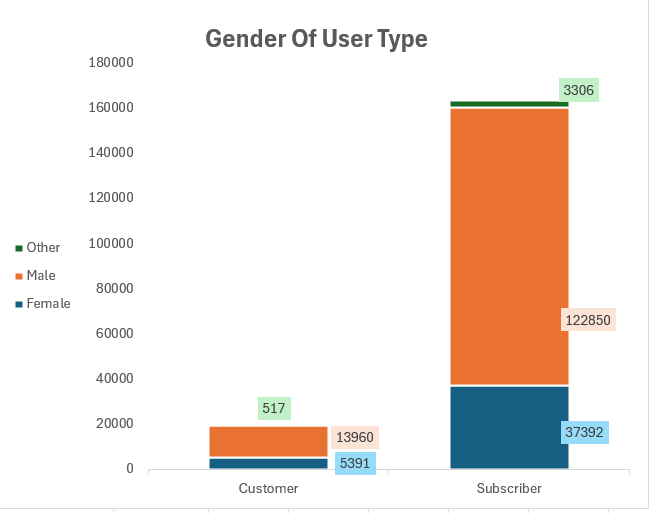 Gender Of User Type
180000
160000
140000
120000
100000
80000
60000
40000
20000
0
Other
Male
Female
517
13960
5391
3306
122850
37392
Customer
Subscriber